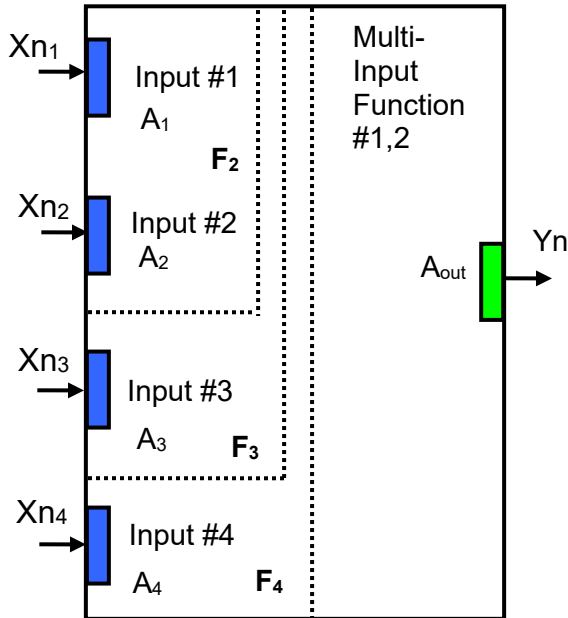 Xn₁
Input #1
A₁
F₂
Xn₂
Input #2
A₂
Xn₃
Input #3
A₃
F₃
Xn₄
Input #4
A₄
F₄
Multi-
Input
Function
#1,2
Yn
Aout